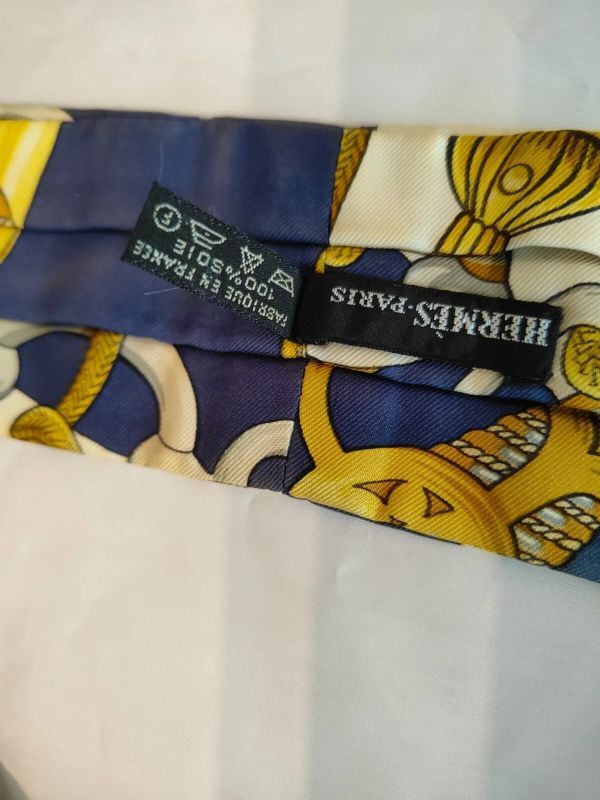 HERMÈS-PARIS
FABRIQUE EN FRANCE
100% SOIE
F